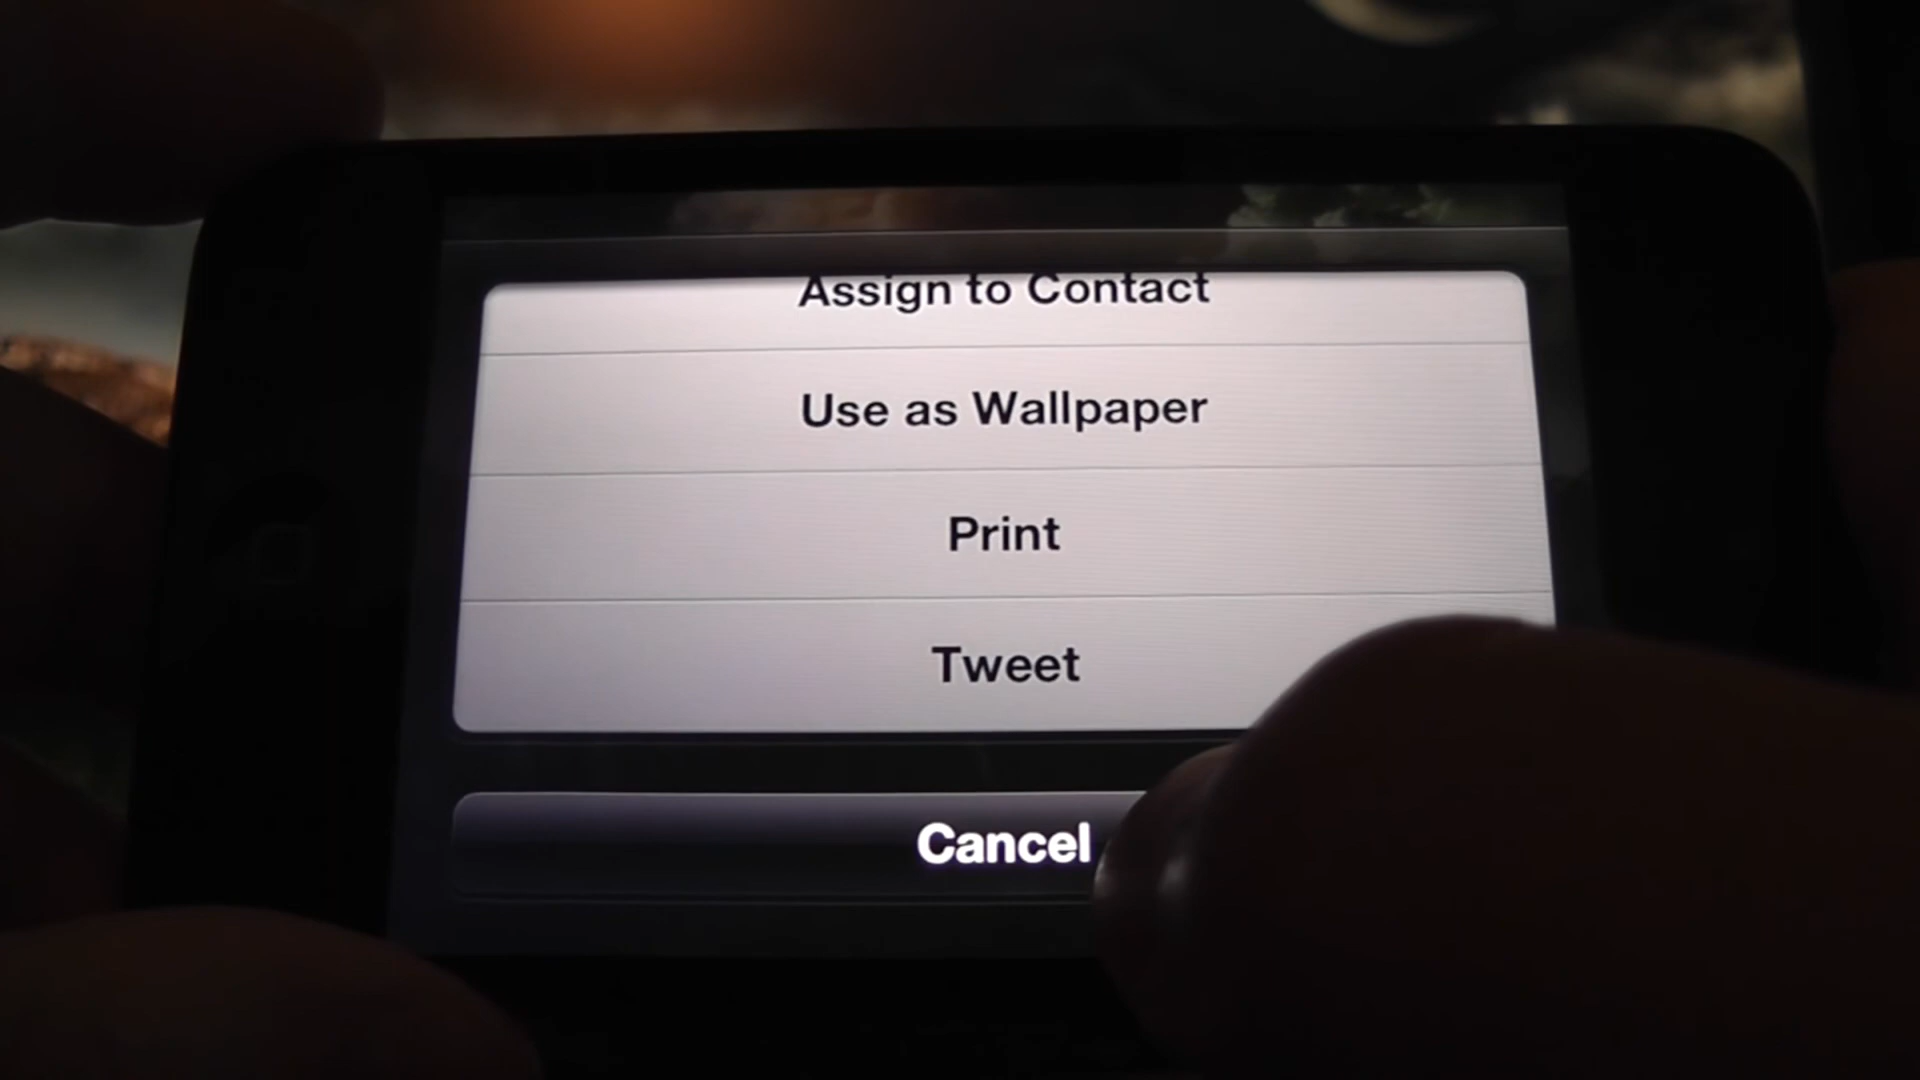 Assign to Contact
Use as Wallpaper
Print
Tweet
Cancel